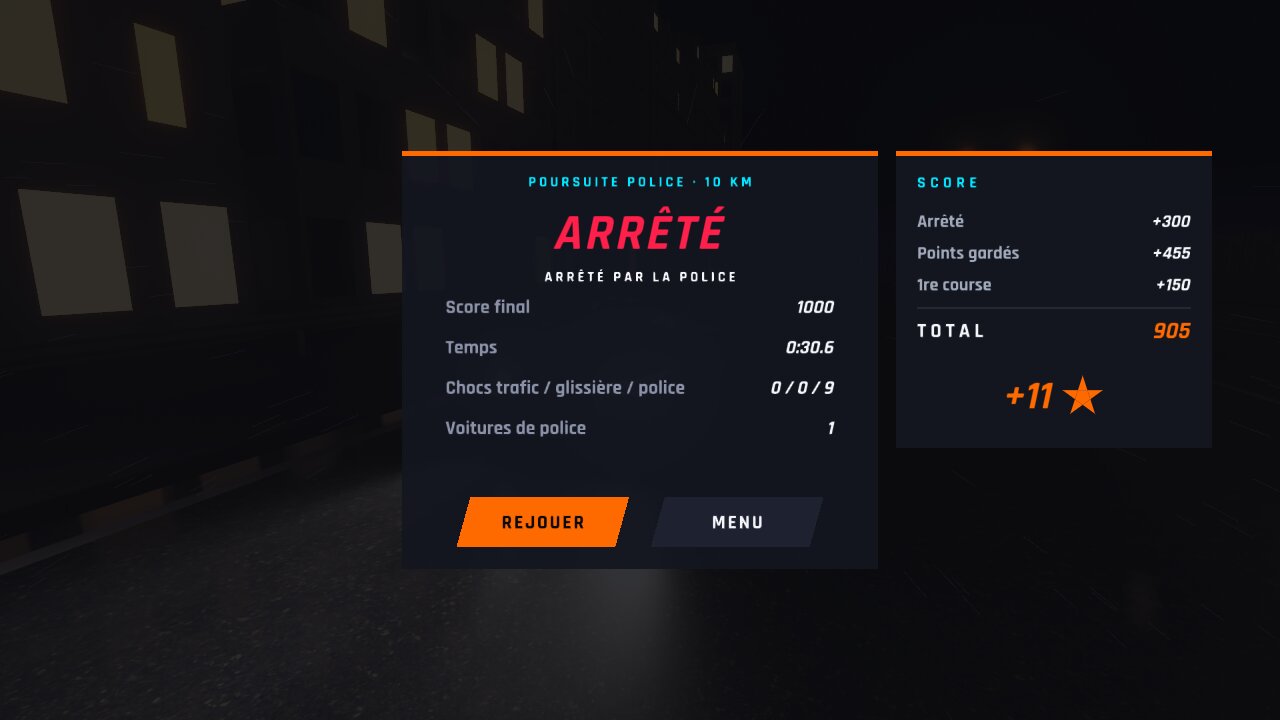 POURSUITE POLICE · 10 KM
ARRÊTÉ
ARRÊTÉ PAR LA POLICE
Score final 1000
Temps 0:30.6
Chocs trafic / glissière / police 0 / 0 / 9
Voitures de police 1
REJOUER MENU
SCORE
Arrêté +300
Points gardés +455
1re course +150
TOTAL 905
+11 ★